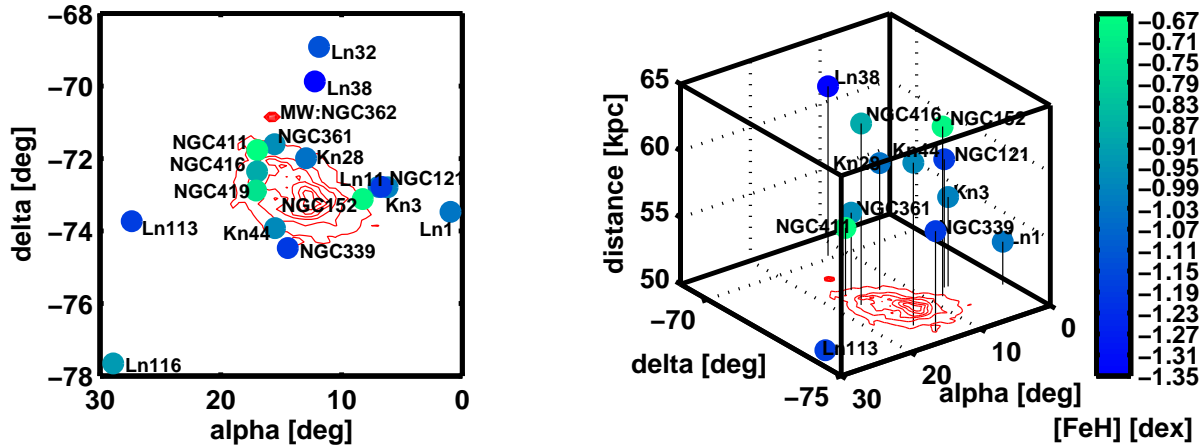 −68
−70
−72
−74
−76
−78
delta [deg]
30
20
10
0
alpha [deg]
Ln32
Ln38
MW:NGC362
NGC411
NGC361
NGC416
Kn28
NGC419
Ln11
NGC121
NGC152
Kn3
Ln113
Kn44
Ln1
NGC339
Ln116
65
60
55
50
distance [kpc]
−70
−75
delta [deg]
30
20
10
0
alpha [deg]
Ln38
NGC416
NGC152
Kn28
Kn44
NGC121
Kn3
NGC361
NGC411
NGC339
Ln1
Ln113
−0.67
−0.71
−0.75
−0.79
−0.83
−0.87
−0.91
−0.95
−0.99
−1.03
−1.07
−1.11
−1.15
−1.19
−1.23
−1.27
−1.31
−1.35
[FeH] [dex]